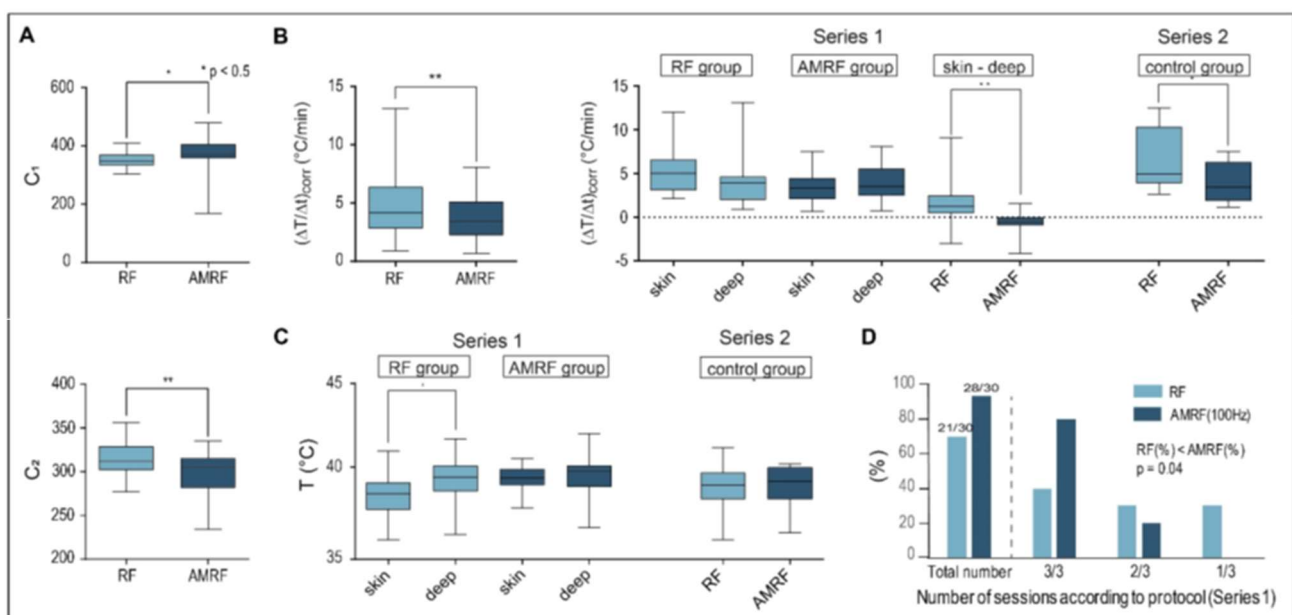 A
* p < 0.5
*
600
400
200
0
C₁
RF
AMRF
B
**
15
10
5
0
(ΔT/Δt)corr (°C/min)
RF
AMRF
Series 1
Series 2
RF group
AMRF group
skin - deep
control group
**
*
15
10
5
0
-5
(ΔT/Δt)corr (°C/min)
skin
deep
skin
deep
RF
AMRF
RF
AMRF
**
400
350
300
250
200
C₂
RF
AMRF
C
Series 1
Series 2
RF group
AMRF group
control group
*
45
40
35
T (°C)
skin
deep
skin
deep
RF
AMRF
D
100
80
60
40
20
0
(%)
21/30
28/30
RF
AMRF(100Hz)
RF(%) < AMRF(%)
p = 0.04
Total number
3/3
2/3
1/3
Number of sessions according to protocol (Series 1)